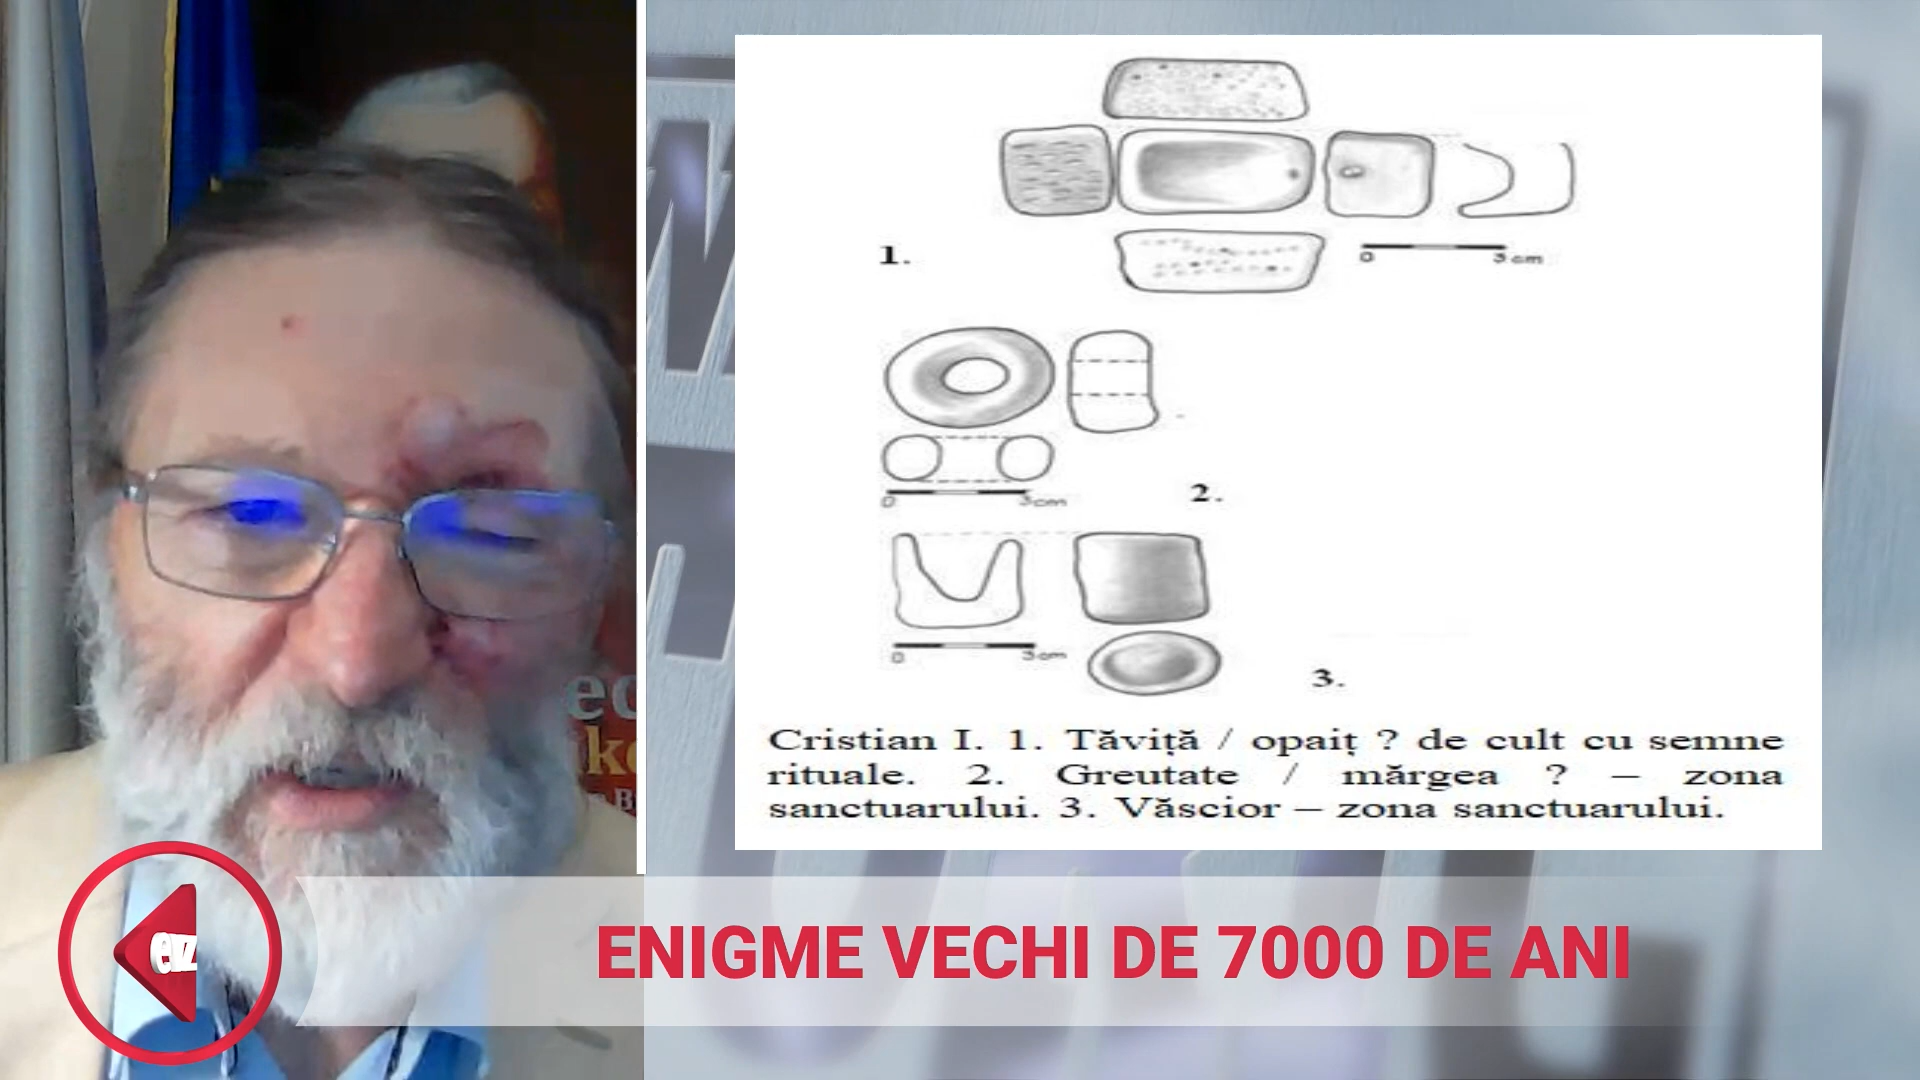 1.
0 3 cm
2.
0 3 cm
3.
0 3 cm
Cristian I. 1. Tăviță / opaiț ? de cult cu semne
rituale. 2. Greutate / mărgea ? – zona
sanctuarului. 3. Văscior – zona sanctuarului.
ENIGME VECHI DE 7000 DE ANI